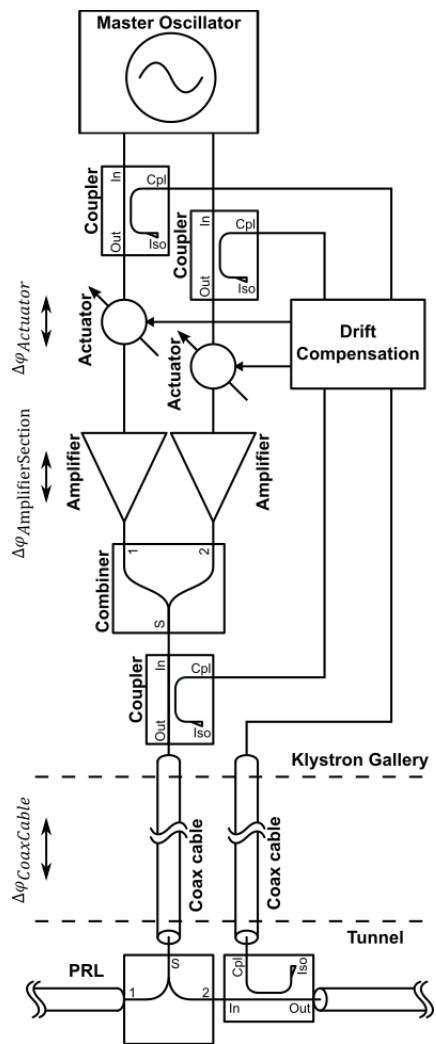 Master Oscillator
In
Cpl
Coupler
Out
Iso
In
Cpl
Coupler
Out
Iso
ΔφActuator
Actuator
Actuator
Drift
Compensation
ΔφAmplifierSection
Amplifier
Amplifier
1
2
Combiner
S
In
Cpl
Coupler
Out
Iso
Klystron Gallery
ΔφCoaxCable
Coax cable
Coax cable
Tunnel
PRL
S
1
2
Cpl
Iso
In
Out